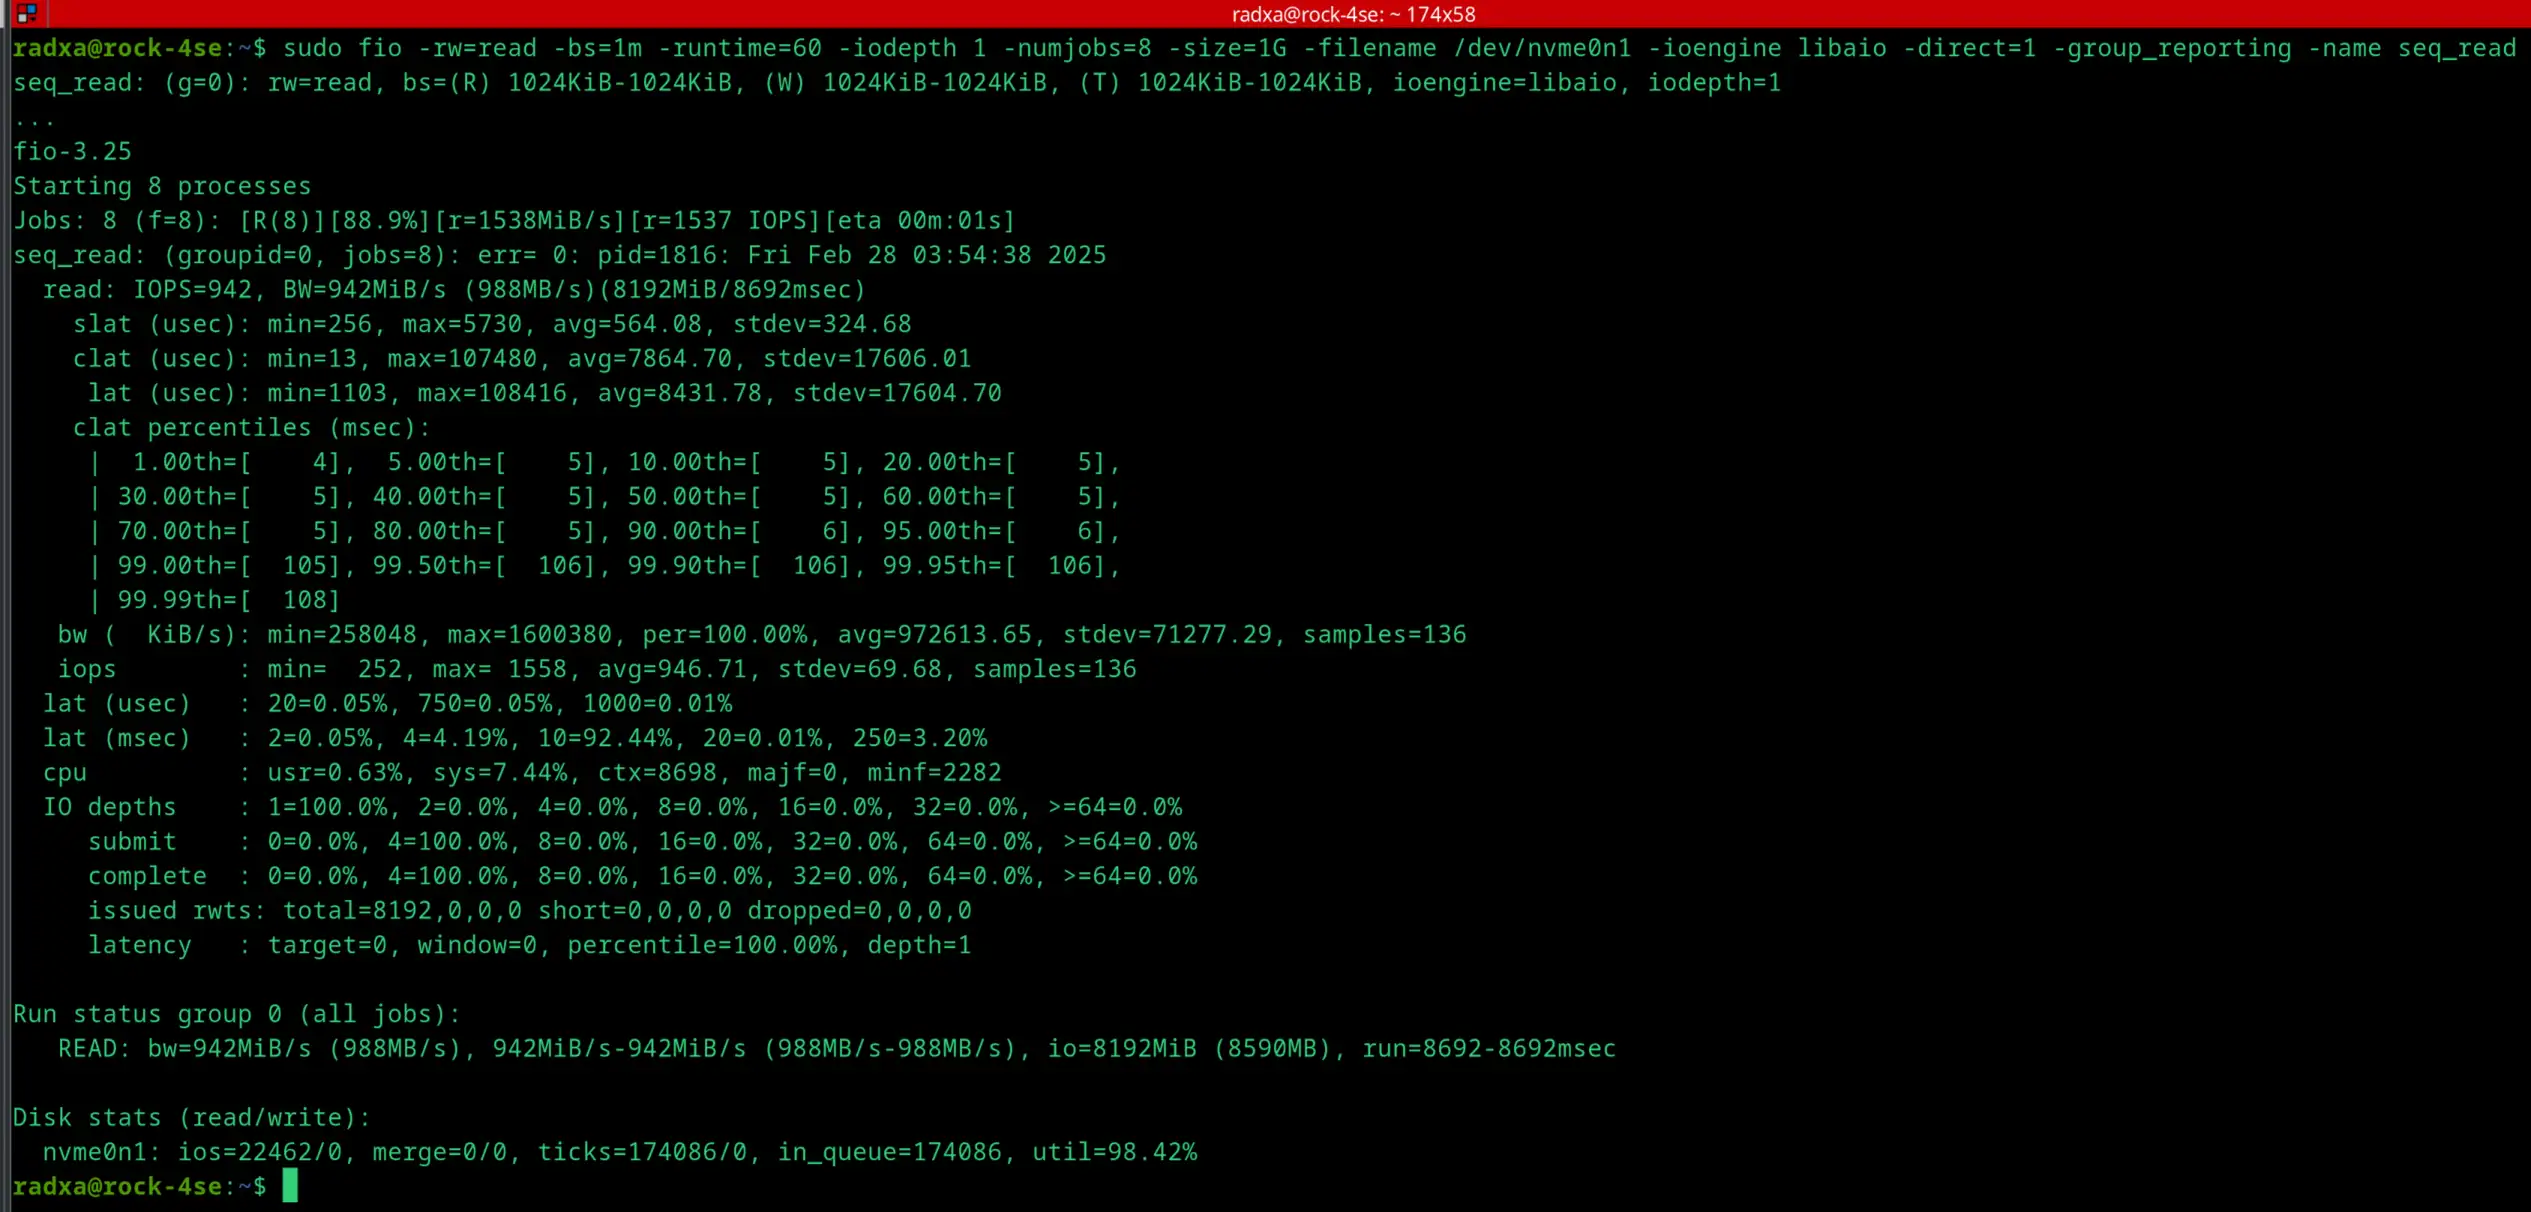 radxa@rock-4se: ~ 174x58
radxa@rock-4se:~$ sudo fio -rw=read -bs=1m -runtime=60 -iodepth 1 -numjobs=8 -size=1G -filename /dev/nvme0n1 -ioengine libaio -direct=1 -group_reporting -name seq_read
seq_read: (g=0): rw=read, bs=(R) 1024KiB-1024KiB, (W) 1024KiB-1024KiB, (T) 1024KiB-1024KiB, ioengine=libaio, iodepth=1
...
fio-3.25
Starting 8 processes
Jobs: 8 (f=8): [R(8)][88.9%][r=1538MiB/s][r=1537 IOPS][eta 00m:01s]
seq_read: (groupid=0, jobs=8): err= 0: pid=1816: Fri Feb 28 03:54:38 2025
  read: IOPS=942, BW=942MiB/s (988MB/s)(8192MiB/8692msec)
    slat (usec): min=256, max=5730, avg=564.08, stdev=324.68
    clat (usec): min=13, max=107480, avg=7864.70, stdev=17606.01
     lat (usec): min=1103, max=108416, avg=8431.78, stdev=17604.70
    clat percentiles (msec):
     |  1.00th=[    4],  5.00th=[    5], 10.00th=[    5], 20.00th=[    5],
     | 30.00th=[    5], 40.00th=[    5], 50.00th=[    5], 60.00th=[    5],
     | 70.00th=[    5], 80.00th=[    5], 90.00th=[    6], 95.00th=[    6],
     | 99.00th=[  105], 99.50th=[  106], 99.90th=[  106], 99.95th=[  106],
     | 99.99th=[  108]
   bw (  KiB/s): min=258048, max=1600380, per=100.00%, avg=972613.65, stdev=71277.29, samples=136
   iops        : min=  252, max= 1558, avg=946.71, stdev=69.68, samples=136
  lat (usec)   : 20=0.05%, 750=0.05%, 1000=0.01%
  lat (msec)   : 2=0.05%, 4=4.19%, 10=92.44%, 20=0.01%, 250=3.20%
  cpu          : usr=0.63%, sys=7.44%, ctx=8698, majf=0, minf=2282
  IO depths    : 1=100.0%, 2=0.0%, 4=0.0%, 8=0.0%, 16=0.0%, 32=0.0%, >=64=0.0%
     submit    : 0=0.0%, 4=100.0%, 8=0.0%, 16=0.0%, 32=0.0%, 64=0.0%, >=64=0.0%
     complete  : 0=0.0%, 4=100.0%, 8=0.0%, 16=0.0%, 32=0.0%, 64=0.0%, >=64=0.0%
     issued rwts: total=8192,0,0,0 short=0,0,0,0 dropped=0,0,0,0
     latency   : target=0, window=0, percentile=100.00%, depth=1
Run status group 0 (all jobs):
   READ: bw=942MiB/s (988MB/s), 942MiB/s-942MiB/s (988MB/s-988MB/s), io=8192MiB (8590MB), run=8692-8692msec
Disk stats (read/write):
  nvme0n1: ios=22462/0, merge=0/0, ticks=174086/0, in_queue=174086, util=98.42%
radxa@rock-4se:~$